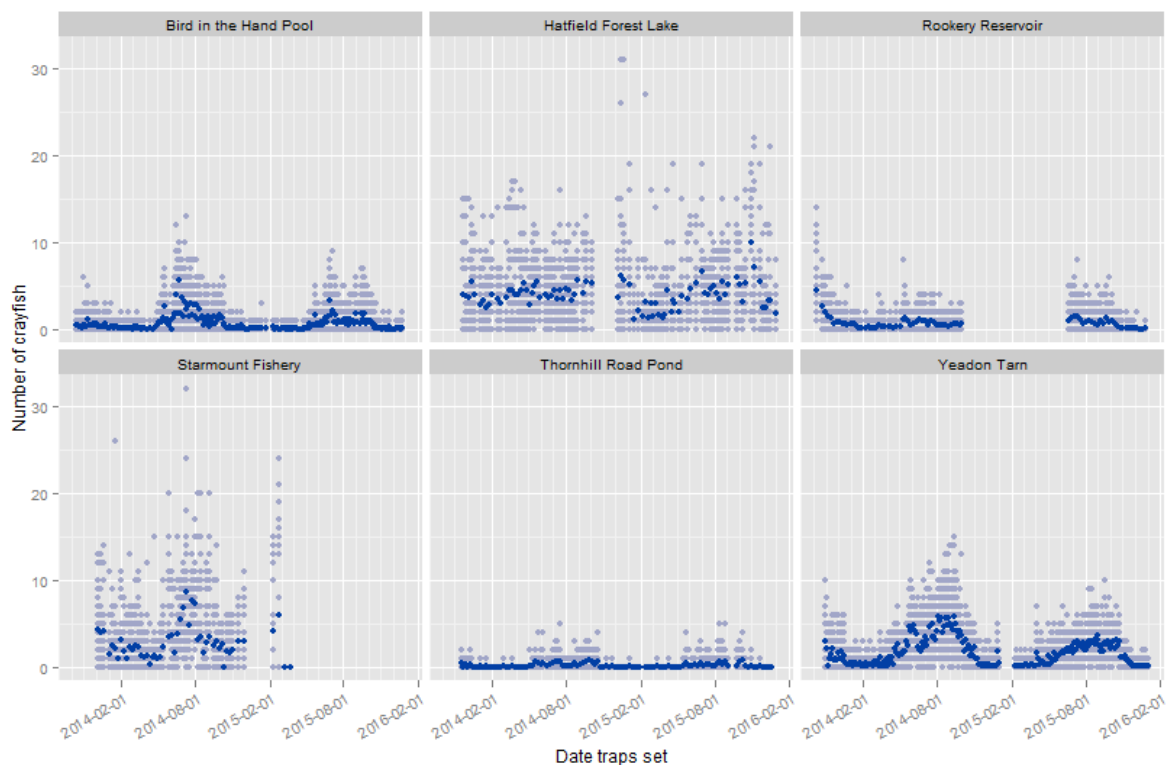 Bird in the Hand Pool
Hatfield Forest Lake
Rookery Reservoir
30
20
10
0
Number of crayfish
Starmount Fishery
Thornhill Road Pond
Yeadon Tarn
30
20
10
0
2014-02-01 2014-08-01 2015-02-01 2015-08-01 2016-02-01
2014-02-01 2014-08-01 2015-02-01 2015-08-01 2016-02-01
2014-02-01 2014-08-01 2015-02-01 2015-08-01 2016-02-01
Date traps set